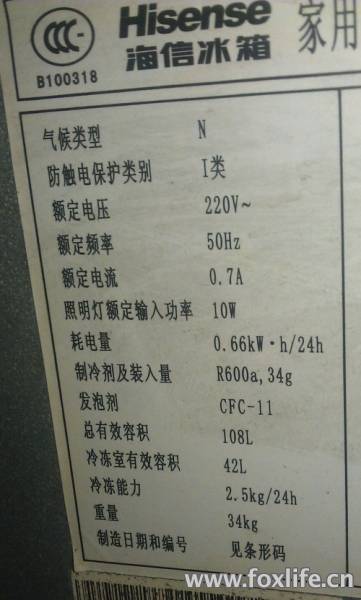 Hisense 家用
B100318 海信冰箱
气候类型 N
防触电保护类别 I类
额定电压 220V~
额定频率 50Hz
额定电流 0.7A
照明灯额定输入功率 10W
耗电量 0.66kW·h/24h
制冷剂及装入量 R600a,34g
发泡剂 CFC-11
总有效容积 108L
冷冻室有效容积 42L
冷冻能力 2.5kg/24h
重量 34kg
制造日期和编号 见条形码
www.foxlife.cn